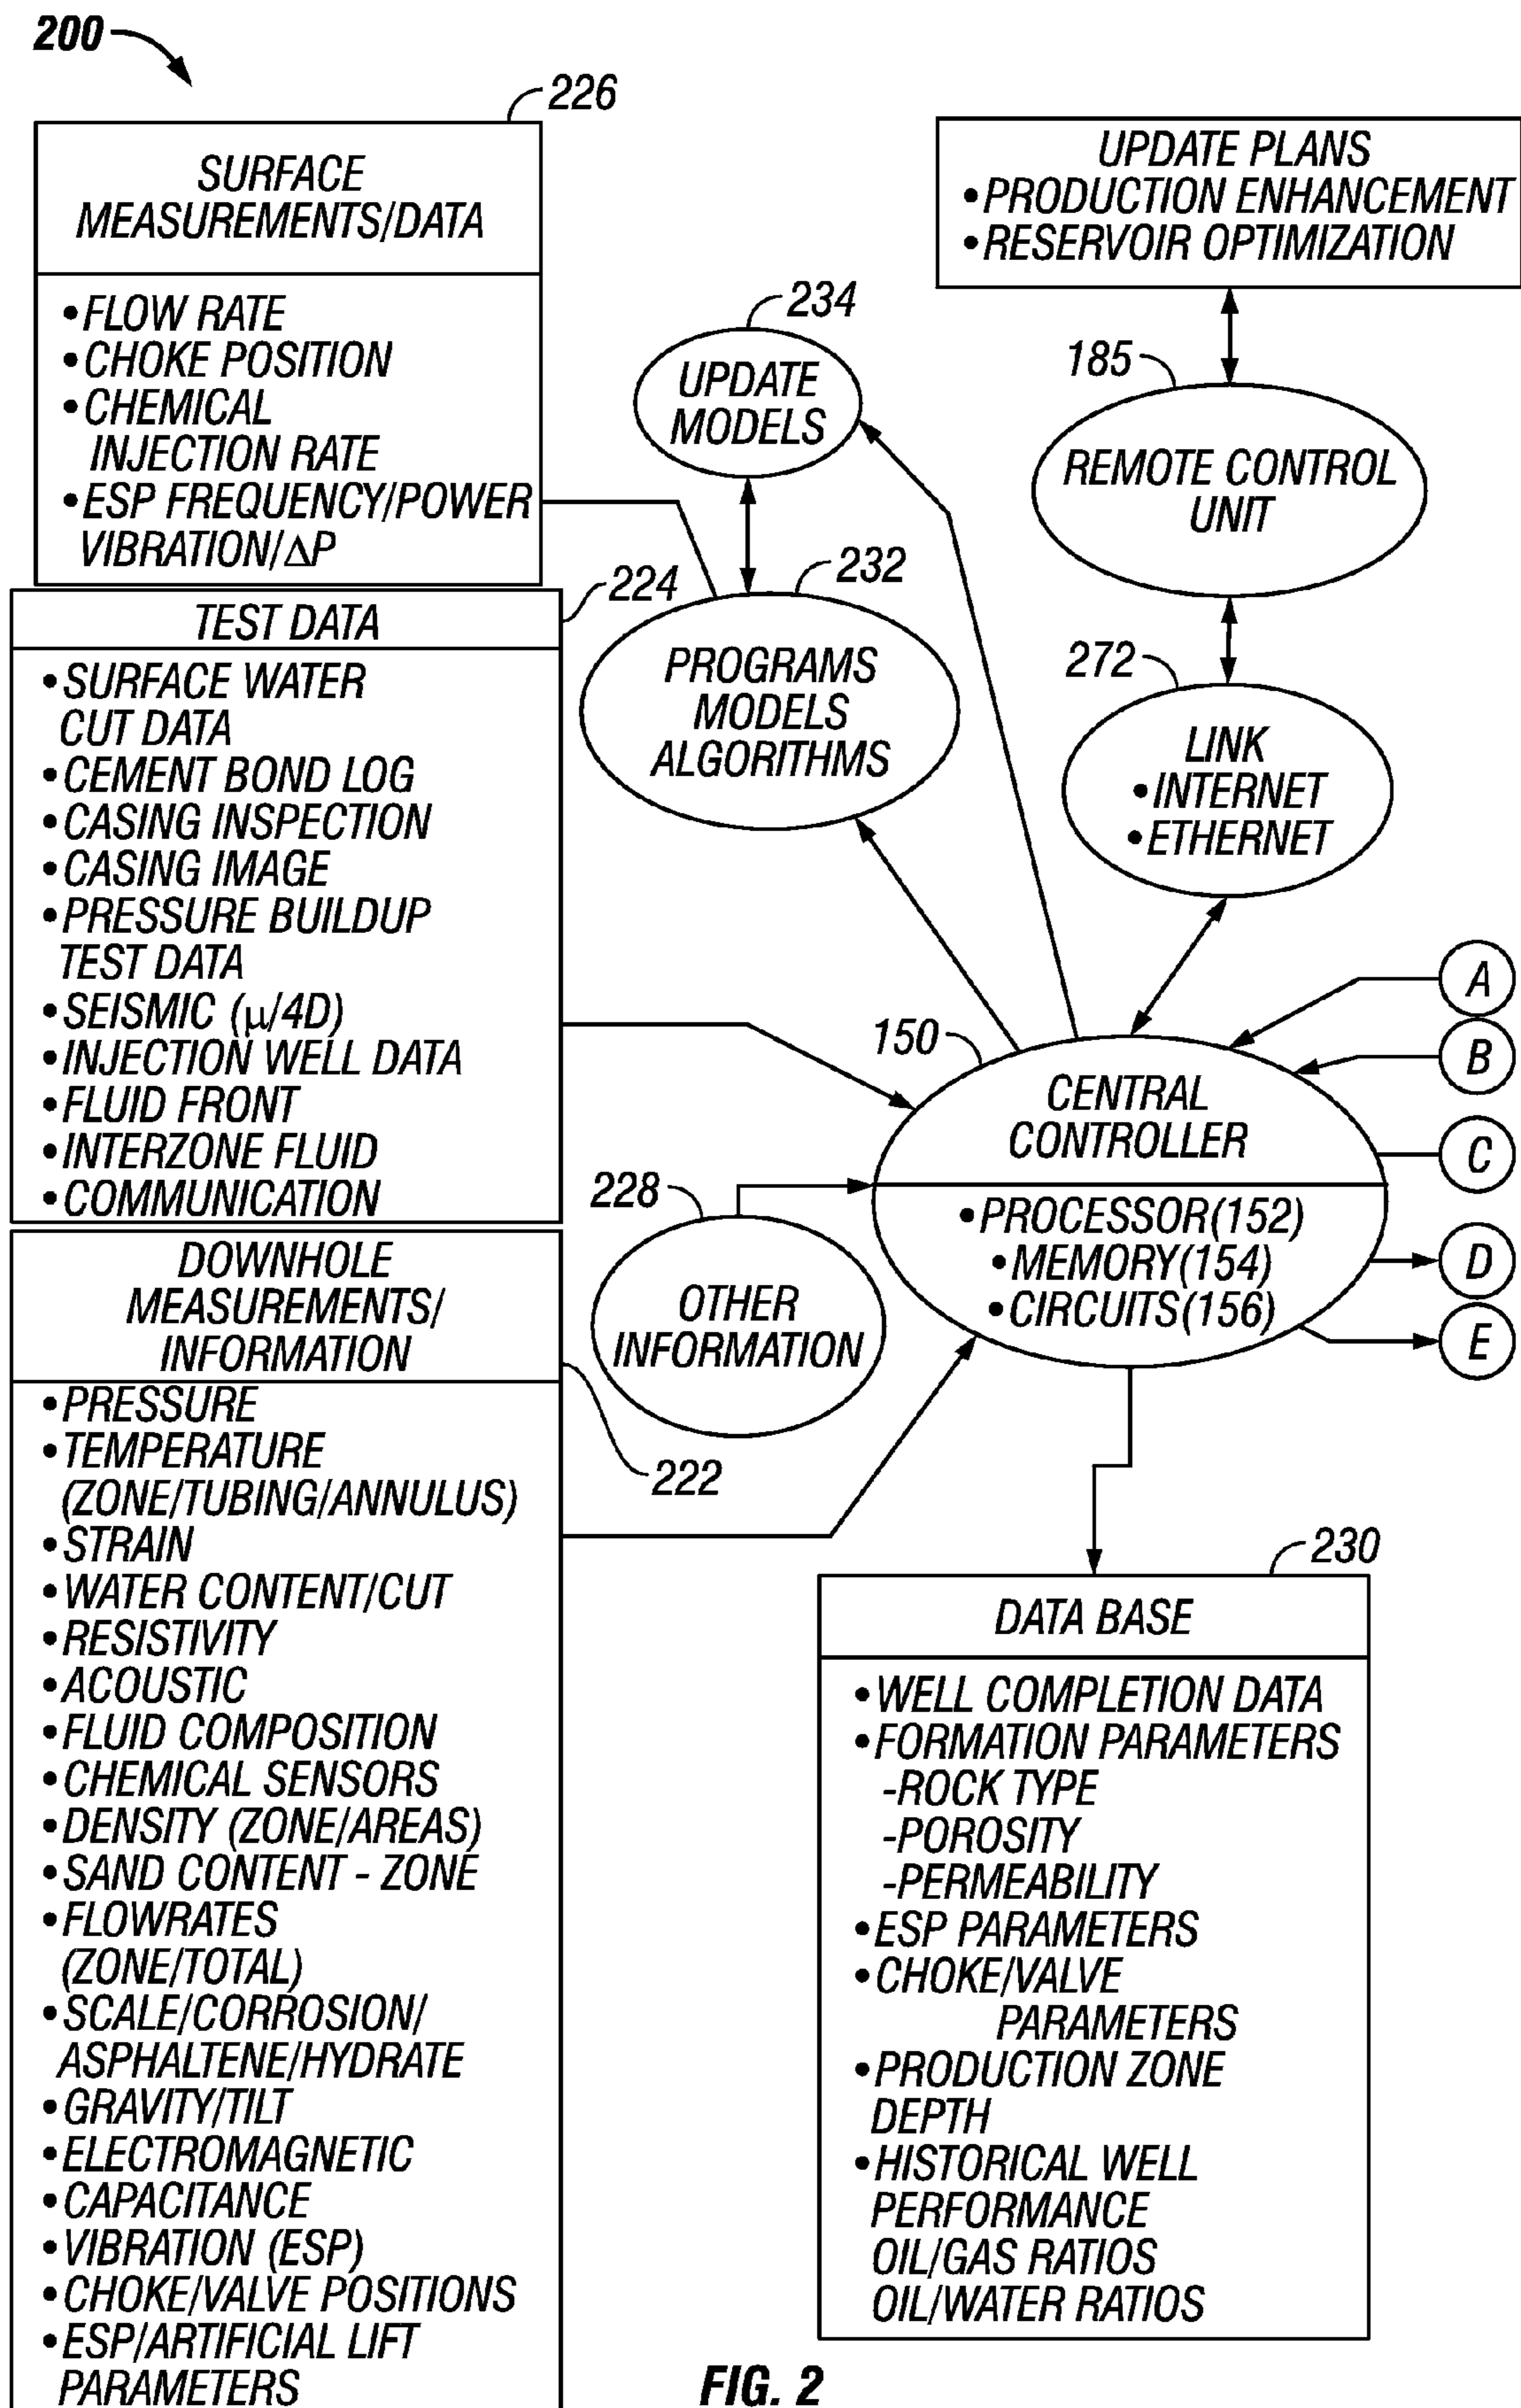 200
226
SURFACE
MEASUREMENTS/DATA
•FLOW RATE
•CHOKE POSITION
•CHEMICAL
INJECTION RATE
•ESP FREQUENCY/POWER
VIBRATION/ΔP
224
TEST DATA
•SURFACE WATER
CUT DATA
•CEMENT BOND LOG
•CASING INSPECTION
•CASING IMAGE
•PRESSURE BUILDUP
TEST DATA
•SEISMIC (μ/4D)
•INJECTION WELL DATA
•FLUID FRONT
•INTERZONE FLUID
•COMMUNICATION
DOWNHOLE
MEASUREMENTS/
INFORMATION
222
•PRESSURE
•TEMPERATURE
(ZONE/TUBING/ANNULUS)
•STRAIN
•WATER CONTENT/CUT
•RESISTIVITY
•ACOUSTIC
•FLUID COMPOSITION
•CHEMICAL SENSORS
•DENSITY (ZONE/AREAS)
•SAND CONTENT - ZONE
•FLOWRATES
(ZONE/TOTAL)
•SCALE/CORROSION/
ASPHALTENE/HYDRATE
•GRAVITY/TILT
•ELECTROMAGNETIC
•CAPACITANCE
•VIBRATION (ESP)
•CHOKE/VALVE POSITIONS
•ESP/ARTIFICIAL LIFT
PARAMETERS
234
UPDATE
MODELS
232
PROGRAMS
MODELS
ALGORITHMS
UPDATE PLANS
•PRODUCTION ENHANCEMENT
•RESERVOIR OPTIMIZATION
185
REMOTE CONTROL
UNIT
272
LINK
•INTERNET
•ETHERNET
150
CENTRAL
CONTROLLER
•PROCESSOR(152)
•MEMORY(154)
•CIRCUITS(156)
A
B
C
D
E
228
OTHER
INFORMATION
230
DATA BASE
•WELL COMPLETION DATA
•FORMATION PARAMETERS
-ROCK TYPE
-POROSITY
-PERMEABILITY
•ESP PARAMETERS
•CHOKE/VALVE
PARAMETERS
•PRODUCTION ZONE
DEPTH
•HISTORICAL WELL
PERFORMANCE
OIL/GAS RATIOS
OIL/WATER RATIOS
FIG. 2